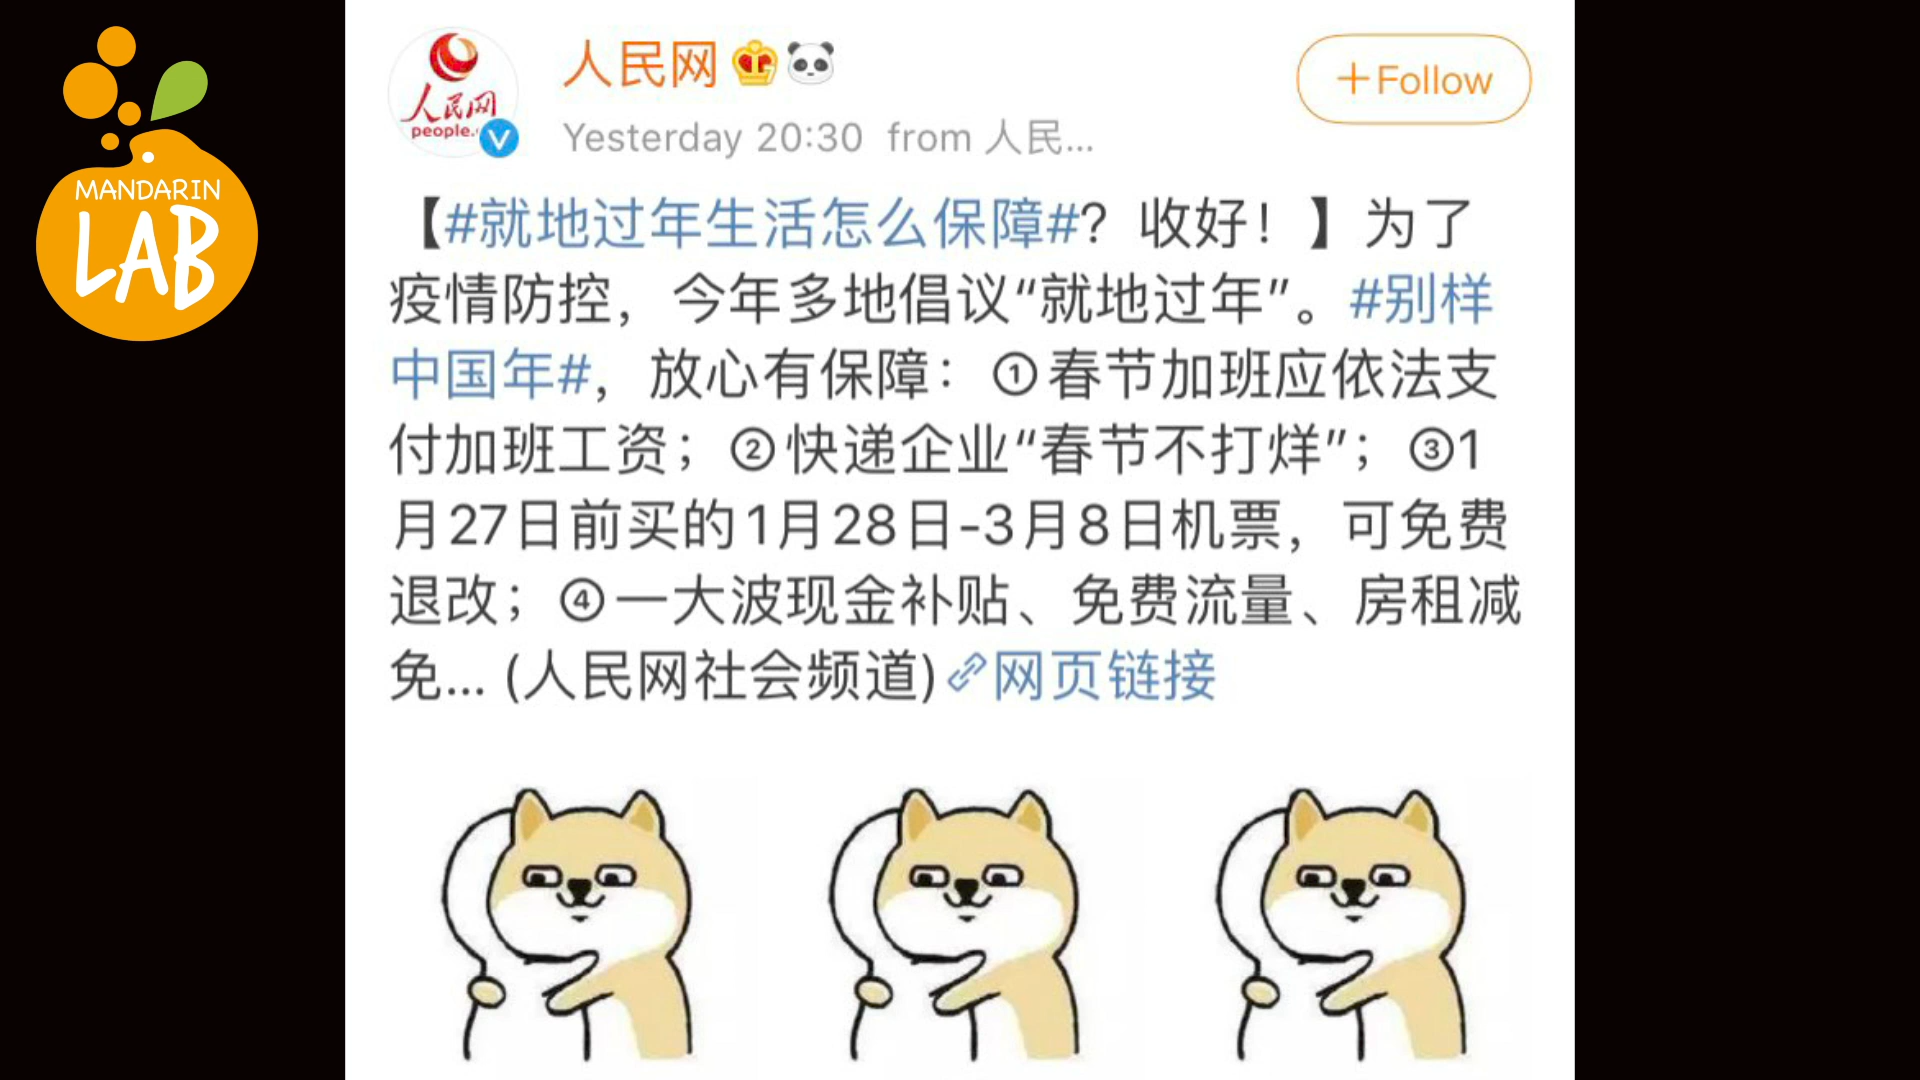 MANDARIN
LAB
人民网
people.
人民网
Yesterday 20:30 from 人民...
+Follow
【#就地过年生活怎么保障#？收好！】为了
疫情防控，今年多地倡议“就地过年”。#别样
中国年#，放心有保障：①春节加班应依法支
付加班工资；②快递企业“春节不打烊”；③1
月27日前买的1月28日-3月8日机票，可免费
退改；④一大波现金补贴、免费流量、房租减
免... (人民网社会频道) 网页链接